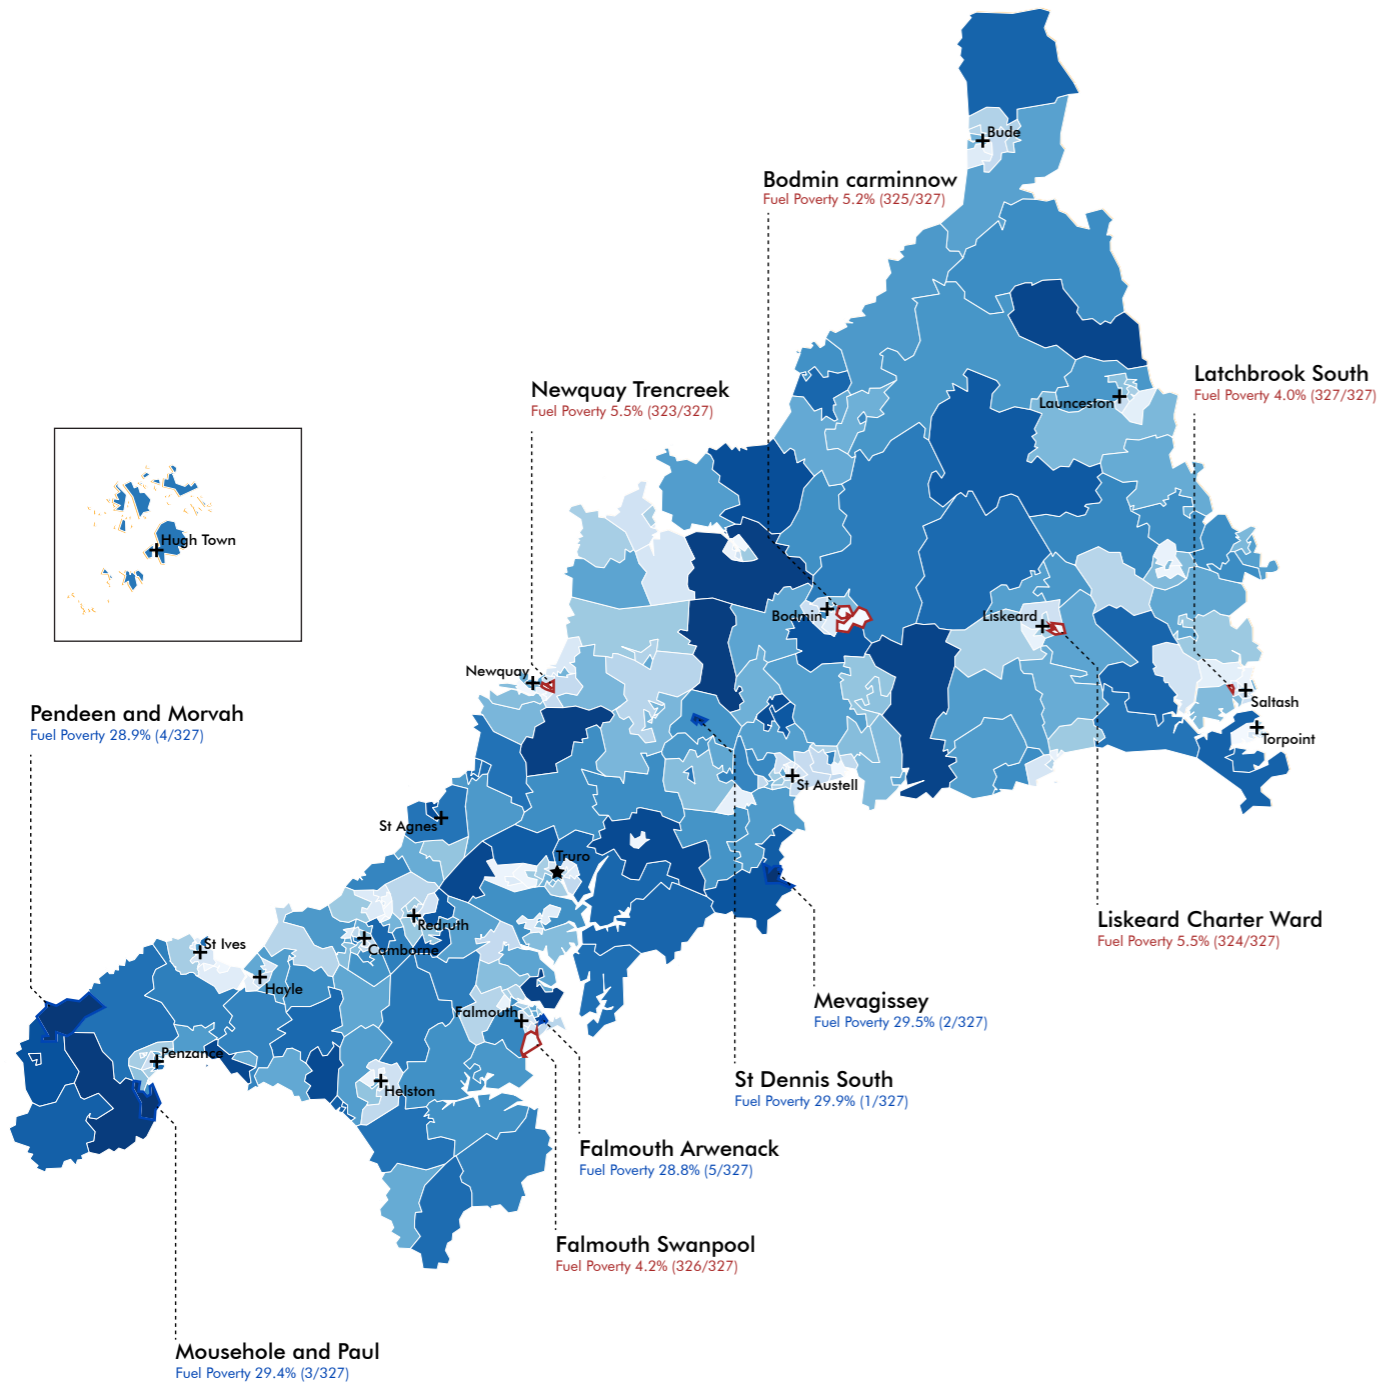 Bude
Bodmin carminnow
Fuel Poverty 5.2% (325/327)
Latchbrook South
Fuel Poverty 4.0% (327/327)
Newquay Trencreek
Fuel Poverty 5.5% (323/327)
Launceston
Hugh Town
Bodmin
Liskeard
Newquay
Saltash
Pendeen and Morvah
Fuel Poverty 28.9% (4/327)
Torpoint
St Austell
St Agnes
Truro
Redruth
Liskeard Charter Ward
Fuel Poverty 5.5% (324/327)
St Ives
Camborne
Hayle
Mevagissey
Fuel Poverty 29.5% (2/327)
Falmouth
Penzance
Helston
St Dennis South
Fuel Poverty 29.9% (1/327)
Falmouth Arwenack
Fuel Poverty 28.8% (5/327)
Falmouth Swanpool
Fuel Poverty 4.2% (326/327)
Mousehole and Paul
Fuel Poverty 29.4% (3/327)